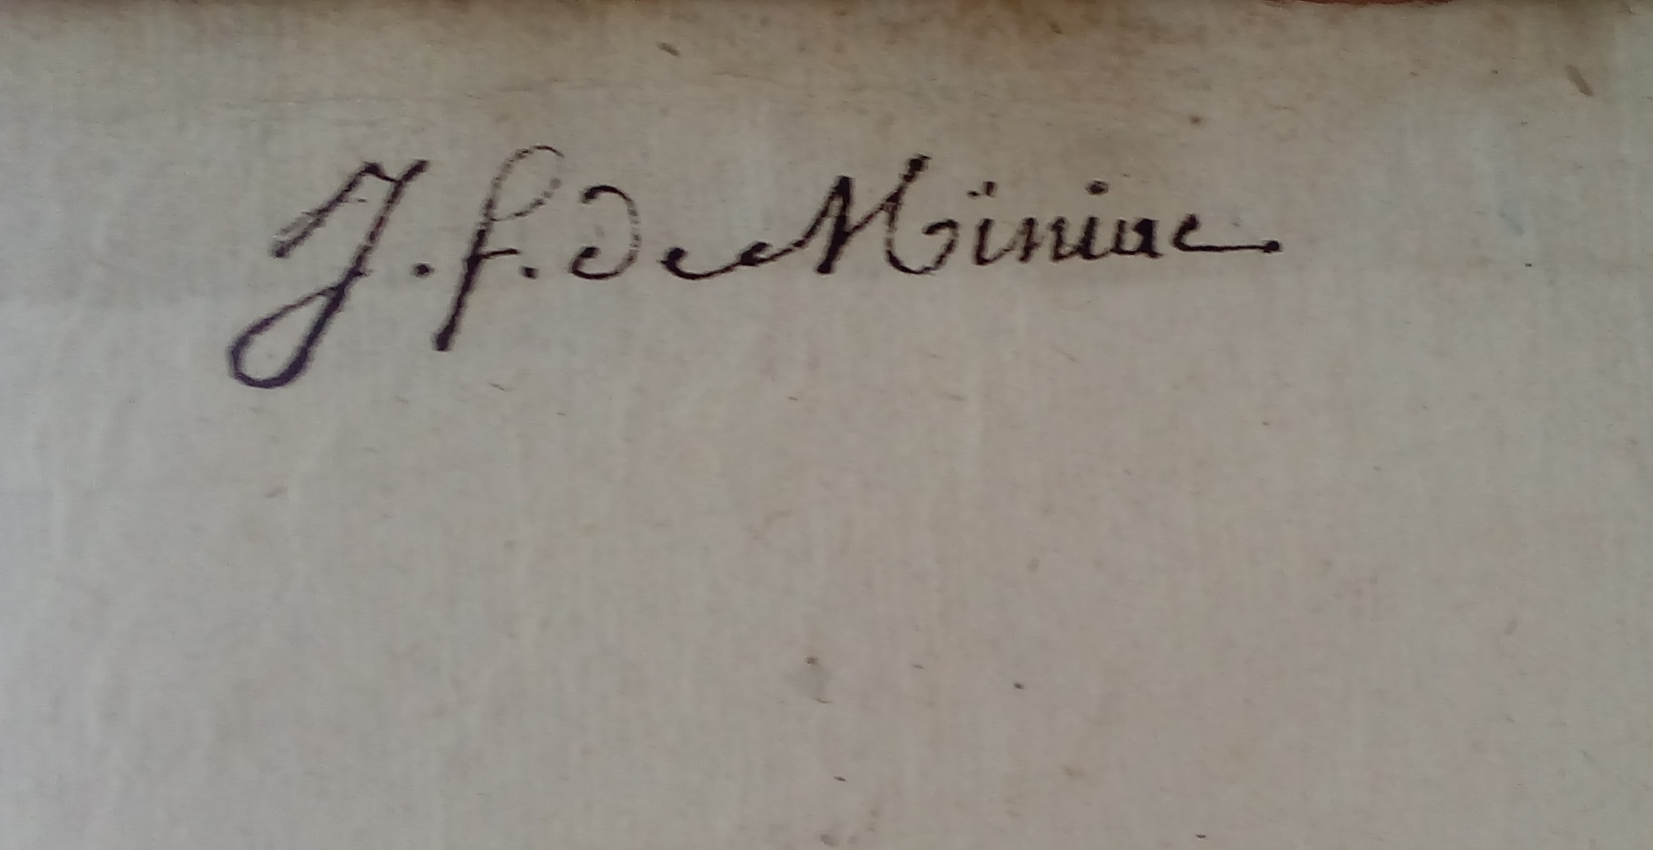 J. f. de Miniac.